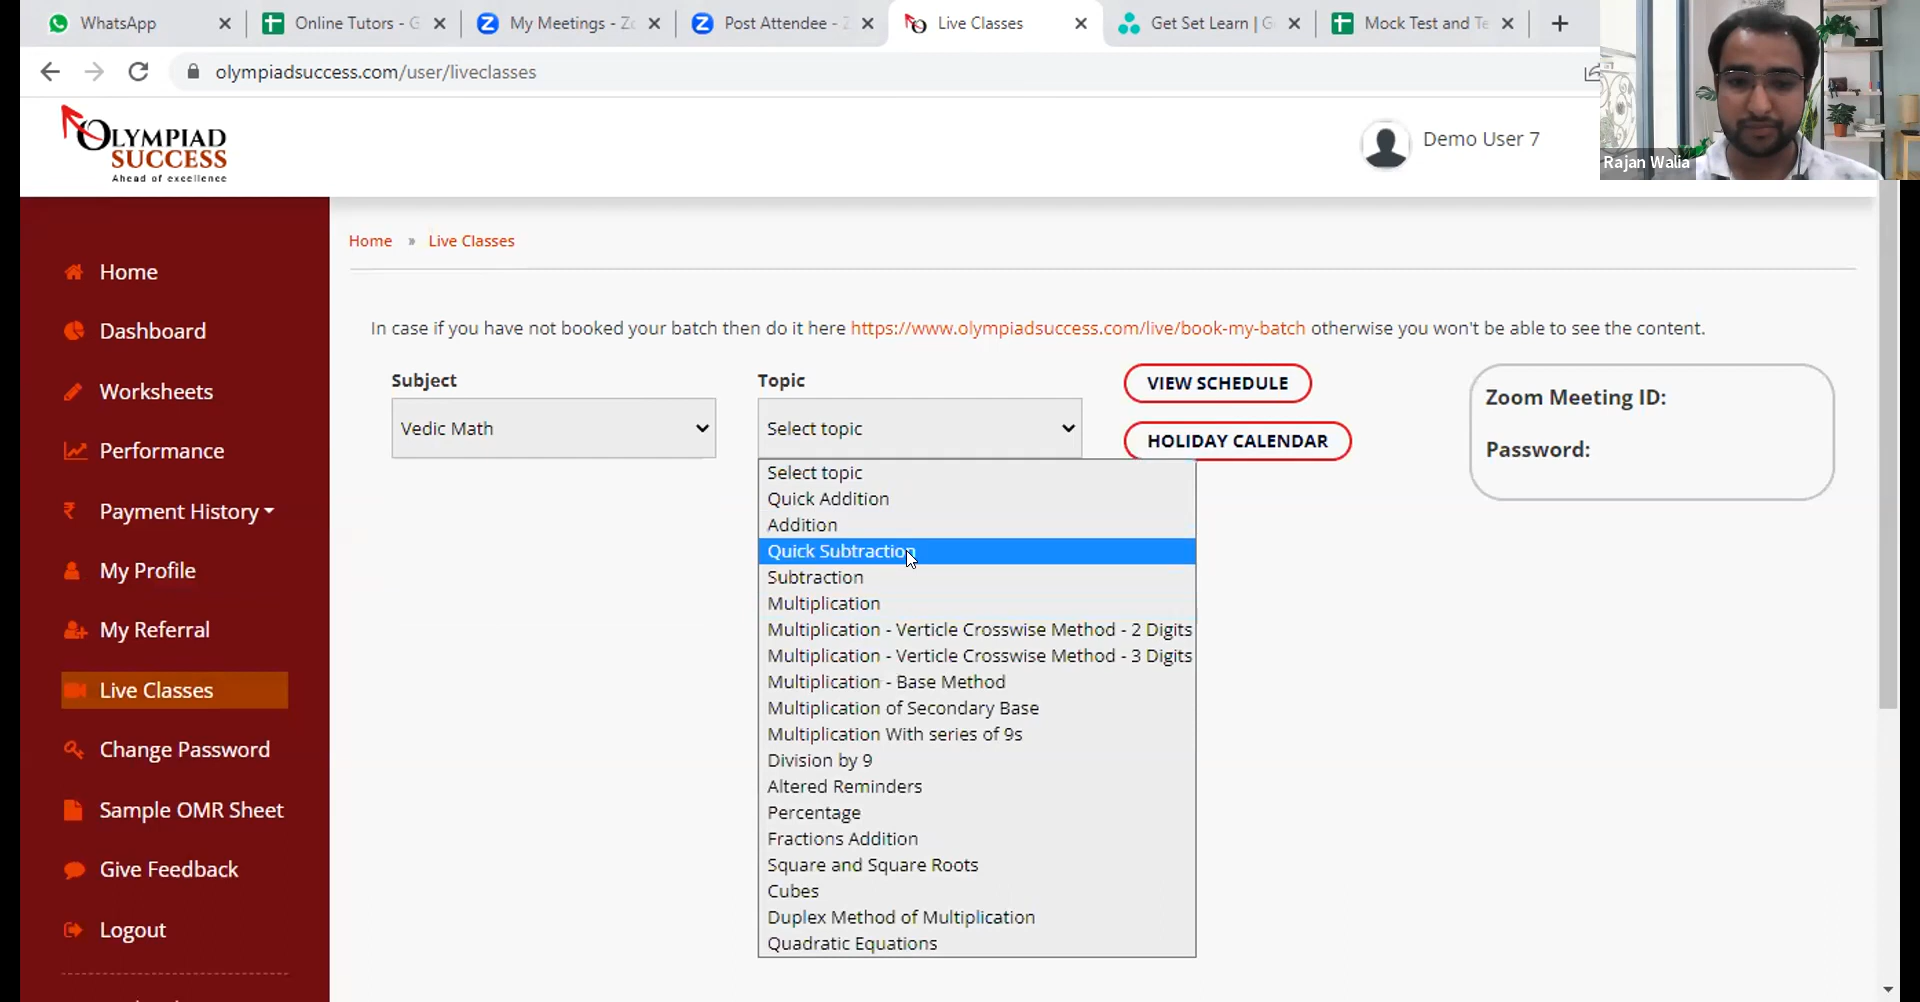 WhatsApp
Online Tutors - G
My Meetings - Zo
Post Attendee - Z
Live Classes
Get Set Learn | G
Mock Test and Te
olympiadsuccess.com/user/liveclasses
Rajan Walia
OLYMPIAD
SUCCESS
Ahead of excellence
Demo User 7
Home » Live Classes
Home
Dashboard
Worksheets
Performance
Payment History
My Profile
My Referral
Live Classes
Change Password
Sample OMR Sheet
Give Feedback
Logout
In case if you have not booked your batch then do it here https://www.olympiadsuccess.com/live/book-my-batch otherwise you won't be able to see the content.
Subject
Vedic Math
Topic
Select topic
Select topic
Quick Addition
Addition
Quick Subtraction
Subtraction
Multiplication
Multiplication - Verticle Crosswise Method - 2 Digits
Multiplication - Verticle Crosswise Method - 3 Digits
Multiplication - Base Method
Multiplication of Secondary Base
Multiplication With series of 9s
Division by 9
Altered Reminders
Percentage
Fractions Addition
Square and Square Roots
Cubes
Duplex Method of Multiplication
Quadratic Equations
VIEW SCHEDULE
HOLIDAY CALENDAR
Zoom Meeting ID:
Password: